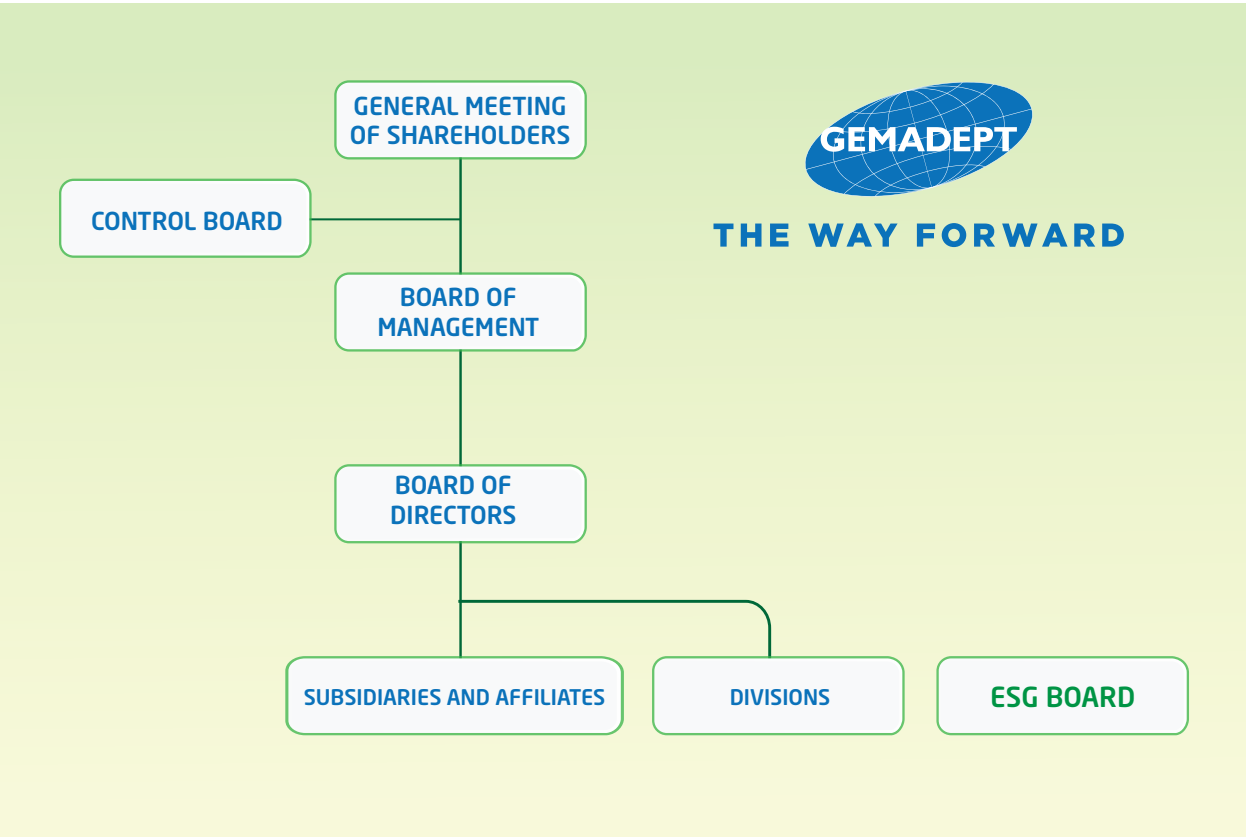 GENERAL MEETING
OF SHAREHOLDERS
GEMADEPT
THE WAY FORWARD
CONTROL BOARD
BOARD OF
MANAGEMENT
BOARD OF
DIRECTORS
SUBSIDIARIES AND AFFILIATES
DIVISIONS
ESG BOARD